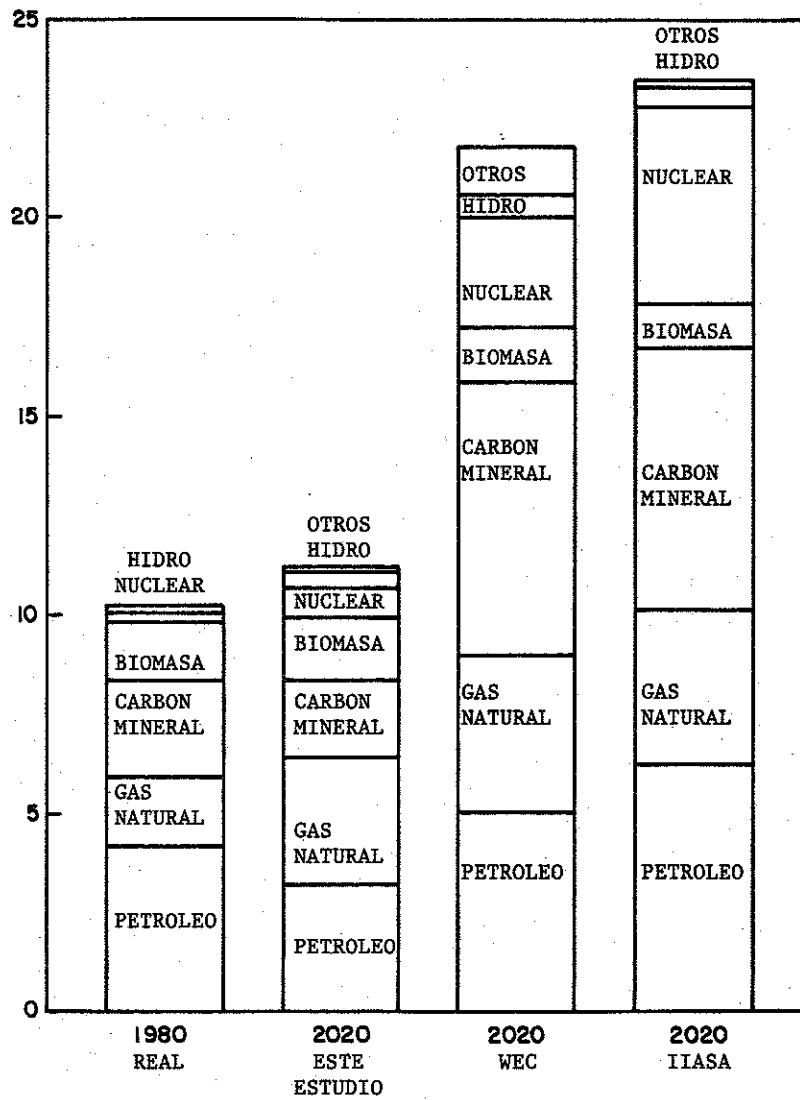 25
20
15
10
5
0
HIDRO
NUCLEAR
BIOMASA
CARBON
MINERAL
GAS
NATURAL
PETROLEO
1980
REAL
OTROS
HIDRO
NUCLEAR
BIOMASA
CARBON
MINERAL
GAS
NATURAL
PETROLEO
2020
ESTE
ESTUDIO
OTROS
HIDRO
NUCLEAR
BIOMASA
CARBON
MINERAL
GAS
NATURAL
PETROLEO
2020
WEC
OTROS
HIDRO
NUCLEAR
BIOMASA
CARBON
MINERAL
GAS
NATURAL
PETROLEO
2020
IIASA